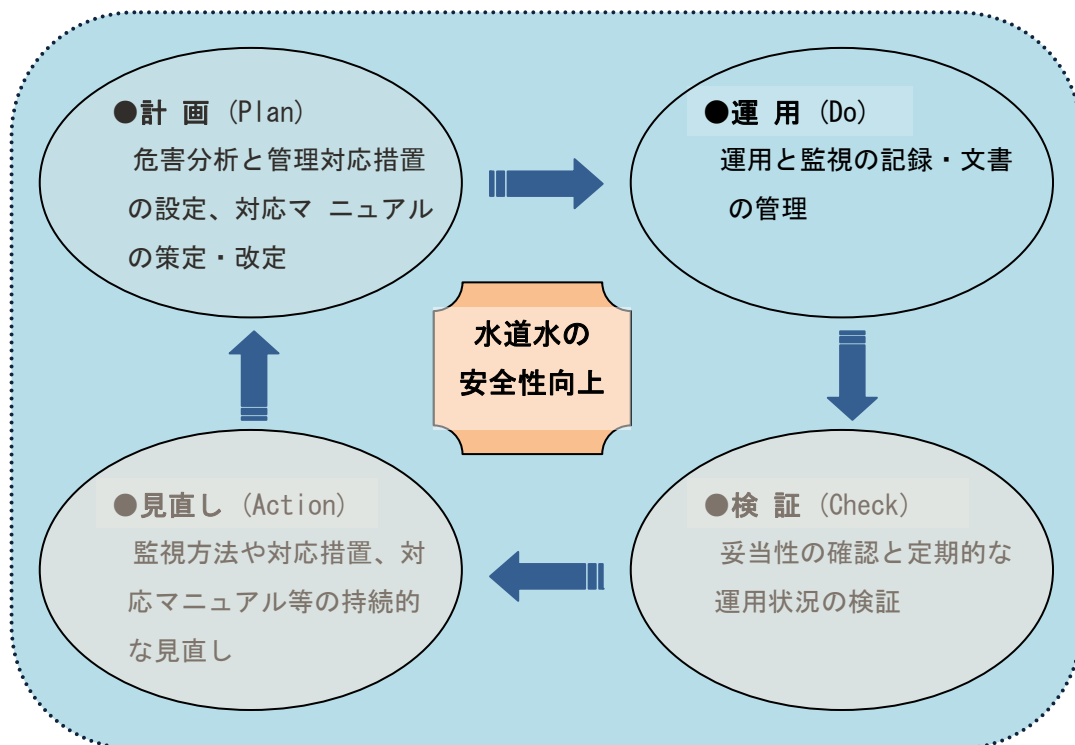 ●計 画 (Plan)
危害分析と管理対応措置
の設定、対応マ ニュアル
の策定・改定
●運 用 (Do)
運用と監視の記録・文書
の管理
水道水の
安全性向上
●見直し (Action)
監視方法や対応措置、対
応マニュアル等の持続的
な見直し
●検 証 (Check)
妥当性の確認と定期的な
運用状況の検証